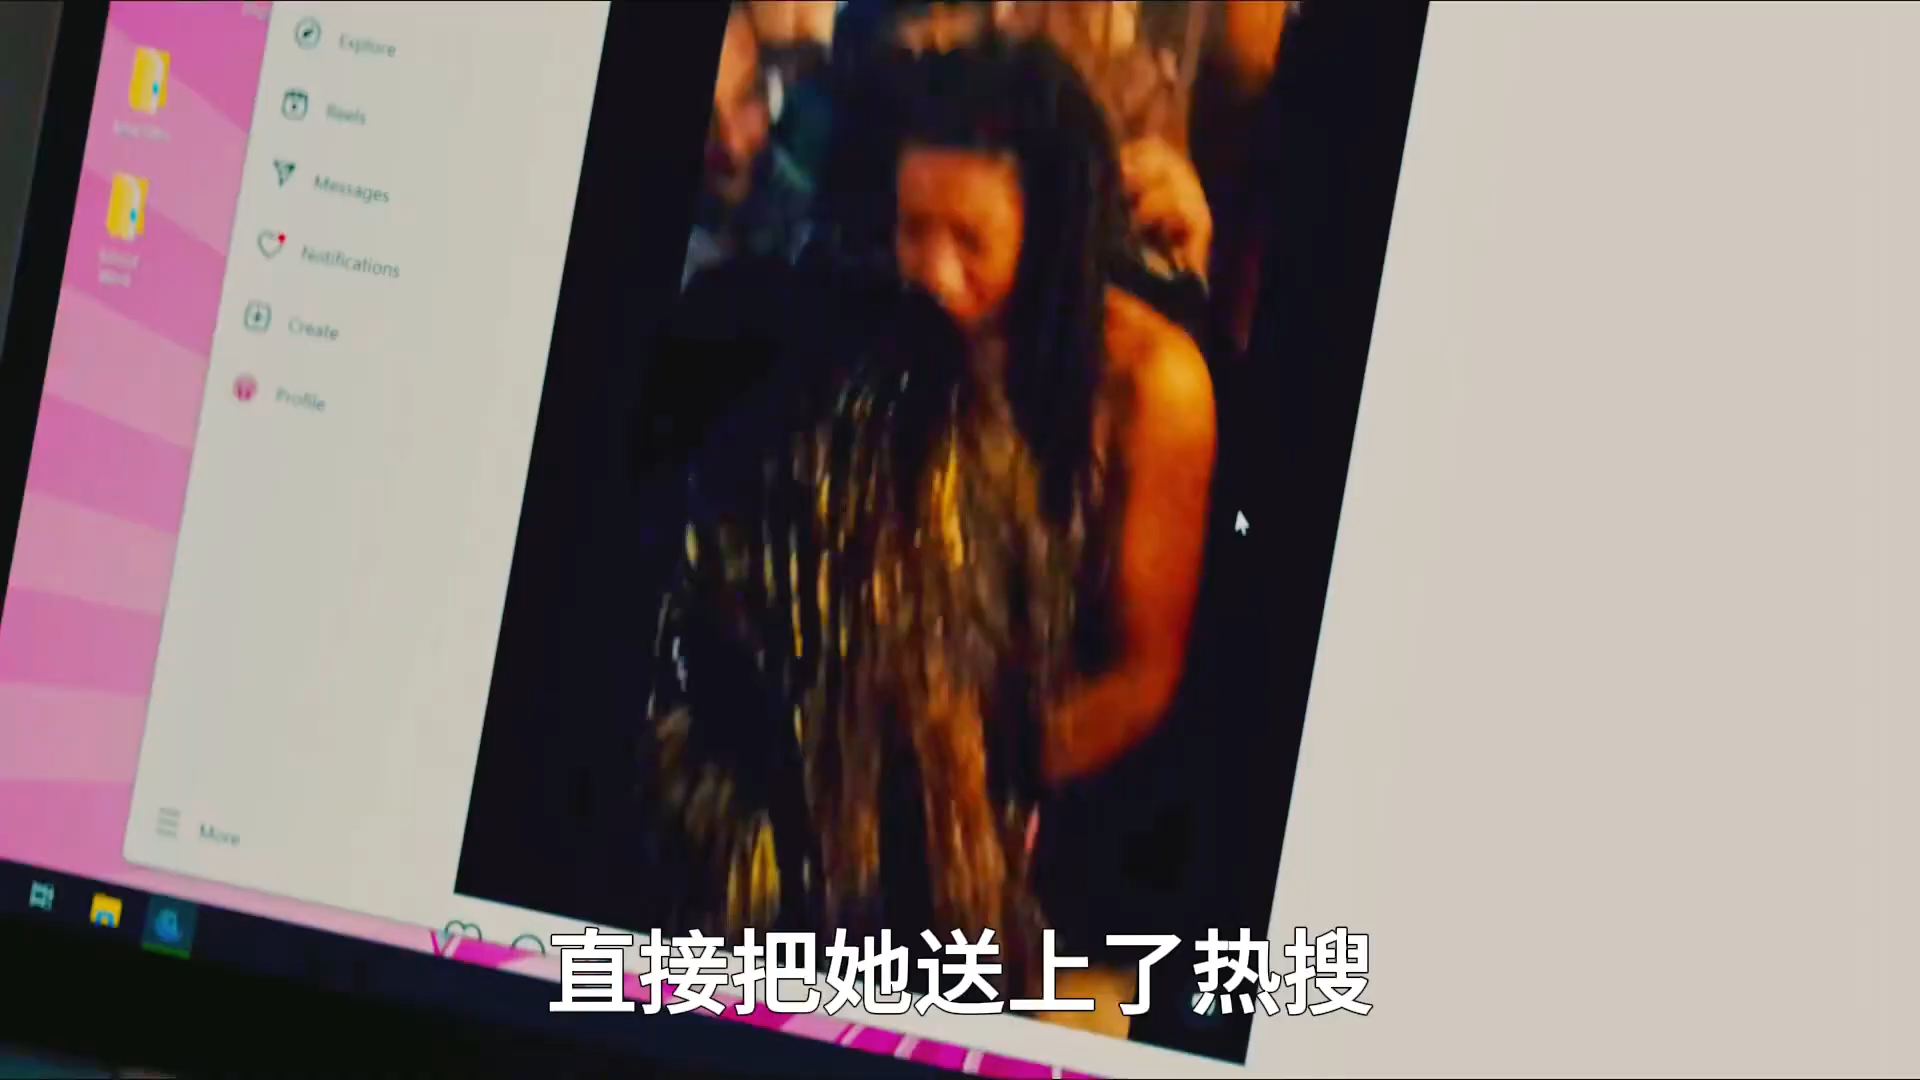 Explore
Reels
Messages
Notifications
Create
Profile
More
直接把她送上了热搜